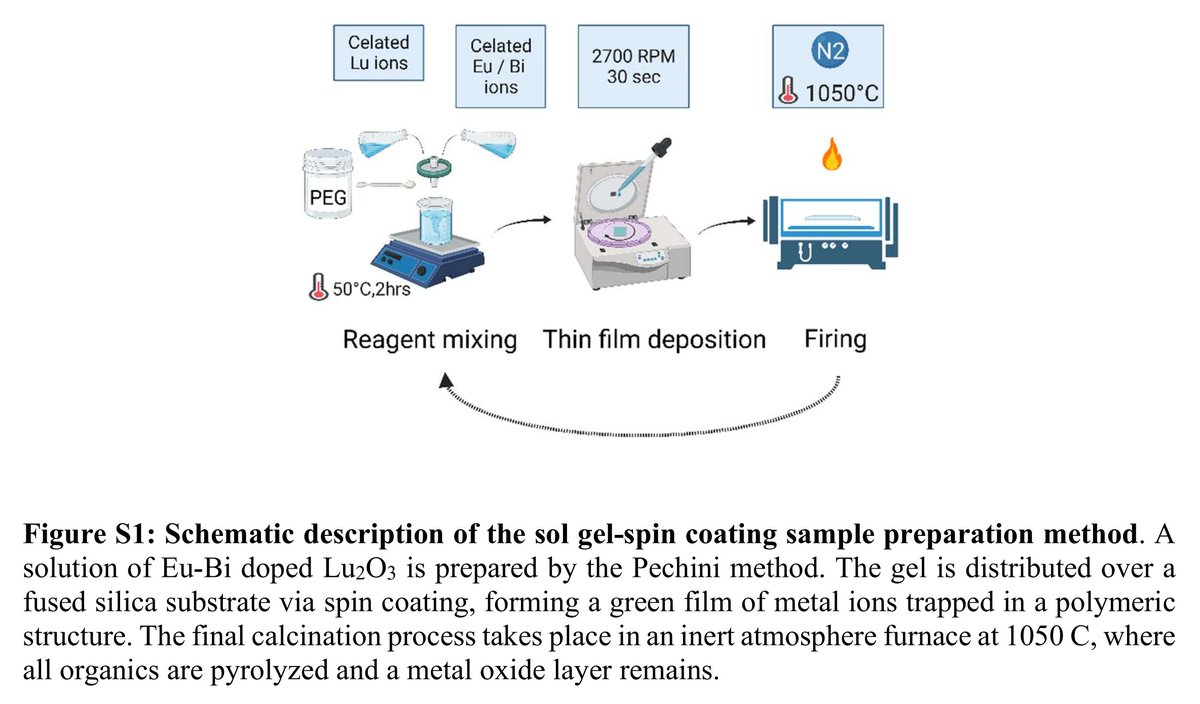 Celated
Lu ions
Celated
Eu / Bi
ions
2700 RPM
30 sec
N2
1050°C
PEG
50°C,2hrs
Reagent mixing
Thin film deposition
Firing
Figure S1: Schematic description of the sol gel-spin coating sample preparation method. A
solution of Eu-Bi doped Lu₂O₃ is prepared by the Pechini method. The gel is distributed over a
fused silica substrate via spin coating, forming a green film of metal ions trapped in a polymeric
structure. The final calcination process takes place in an inert atmosphere furnace at 1050 C, where
all organics are pyrolyzed and a metal oxide layer remains.